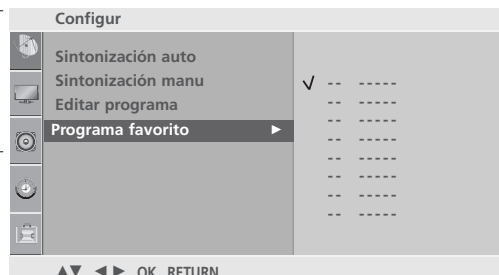 Configur
Sintonización auto
Sintonización manu
Editar programa
Programa favorito ►
✓ -- -----
-- -----
-- -----
-- -----
-- -----
-- -----
-- -----
-- -----
▲▼ ◄► OK RETURN